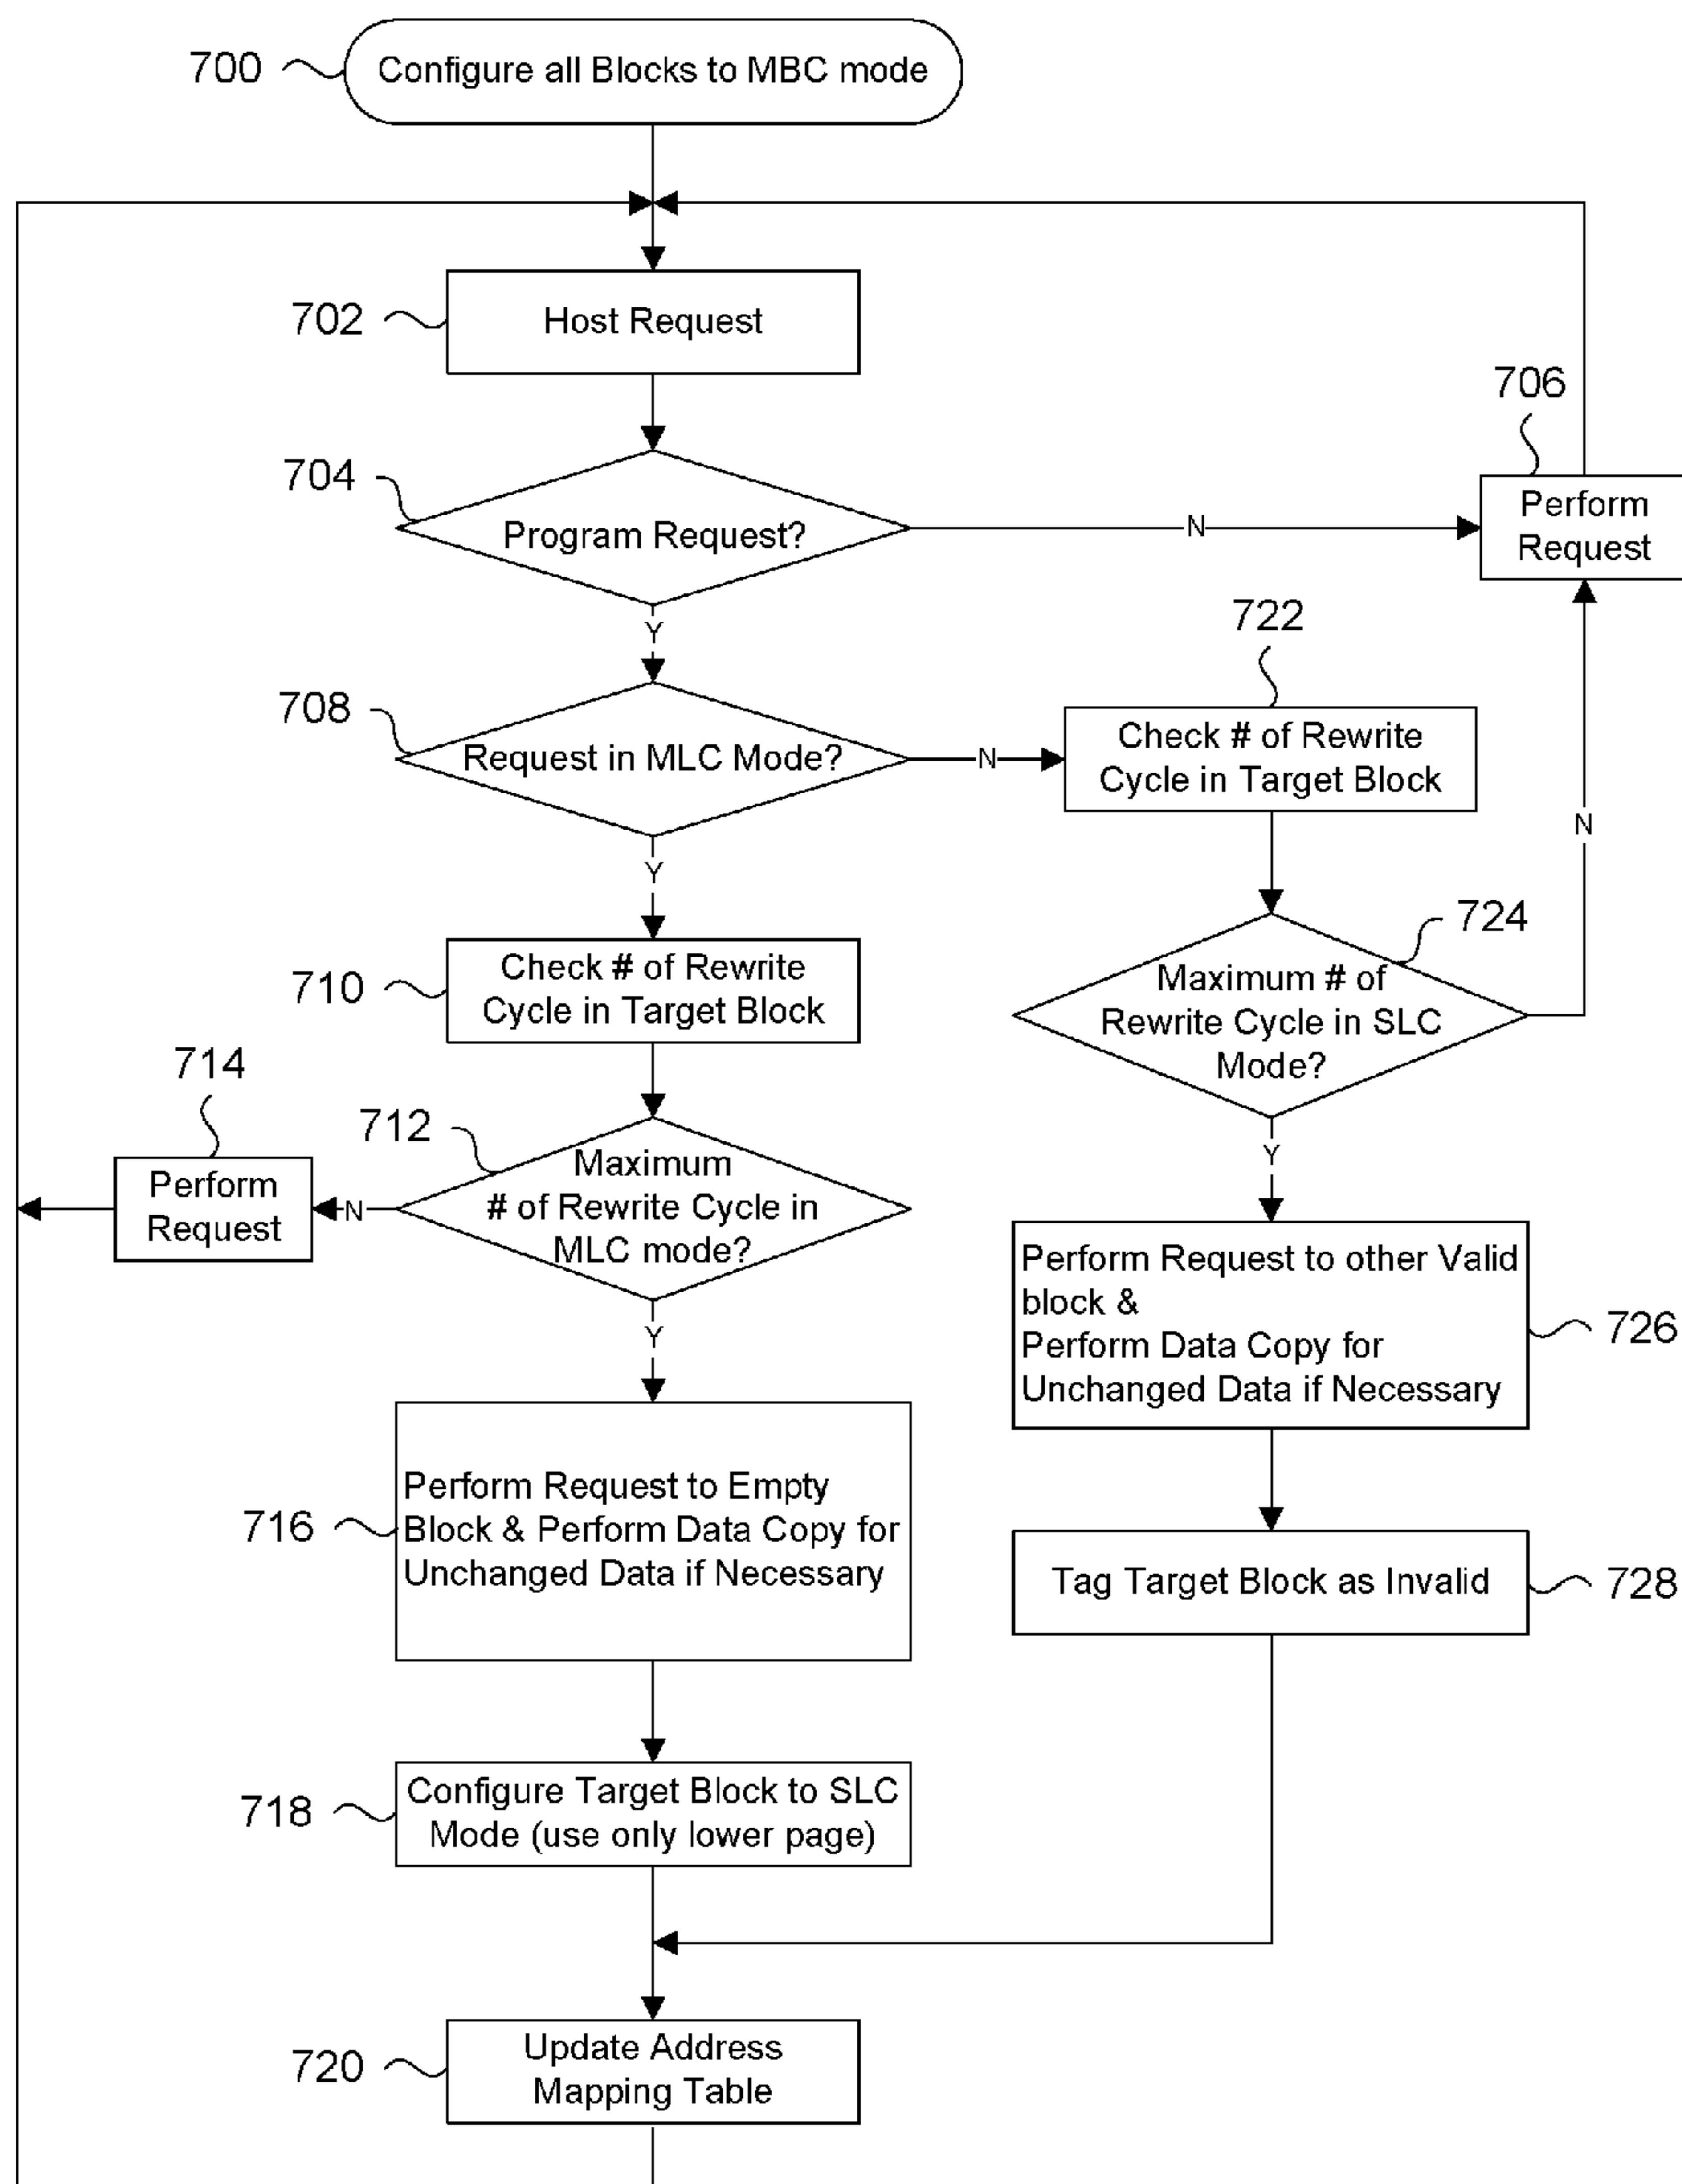 700
Configure all Blocks to MBC mode
702
Host Request
704
Program Request?
N
706
Perform
Request
Y
708
Request in MLC Mode?
N
722
Check # of Rewrite
Cycle in Target Block
N
Y
710
Check # of Rewrite
Cycle in Target Block
724
Maximum # of
Rewrite Cycle in SLC
Mode?
712
Maximum
# of Rewrite Cycle in
MLC mode?
N
714
Perform
Request
Y
Y
716
Perform Request to Empty
Block & Perform Data Copy for
Unchanged Data if Necessary
726
Perform Request to other Valid
block &
Perform Data Copy for
Unchanged Data if Necessary
728
Tag Target Block as Invalid
718
Configure Target Block to SLC
Mode (use only lower page)
720
Update Address
Mapping Table